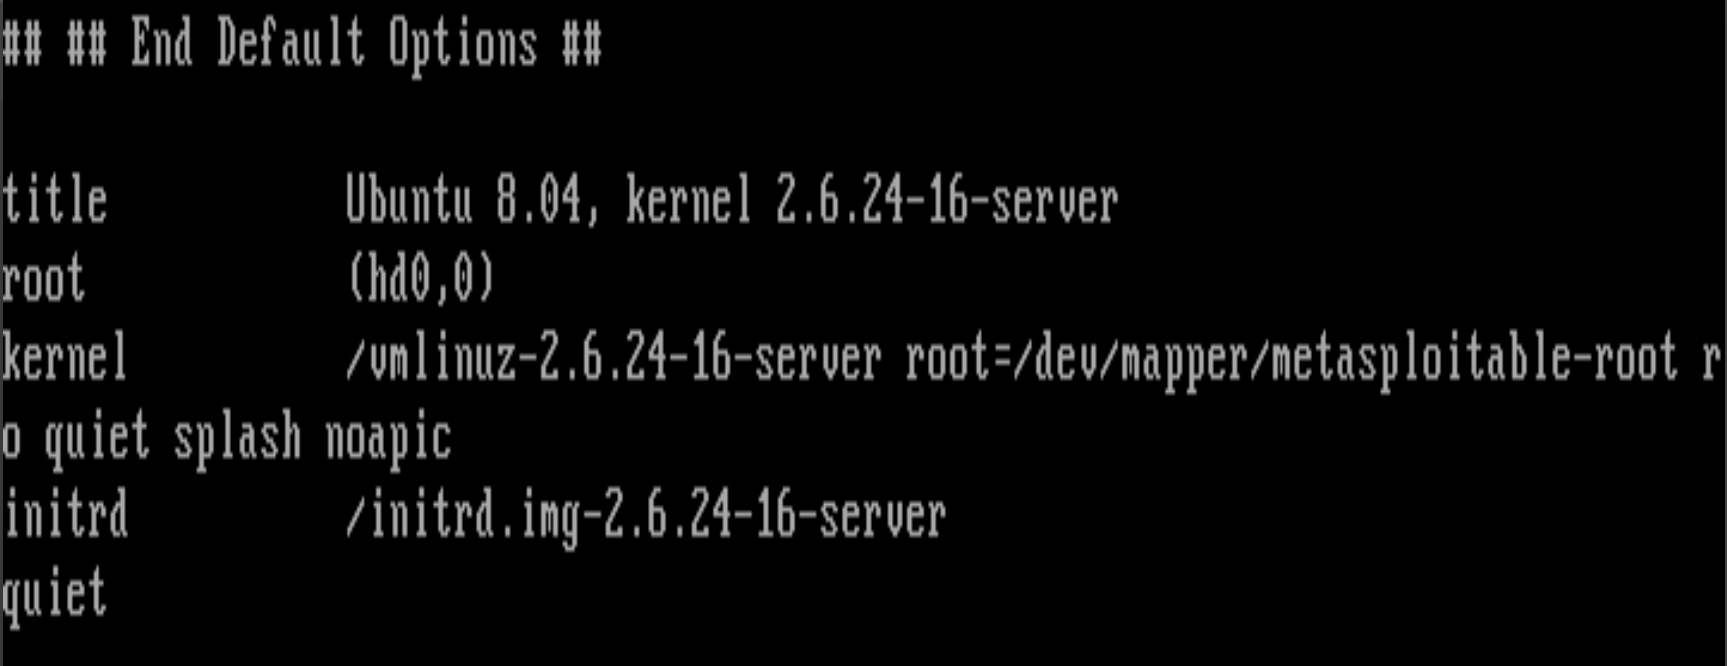 ## ## End Default Options ##
title           Ubuntu 8.04, kernel 2.6.24-16-server
root            (hd0,0)
kernel          /vmlinuz-2.6.24-16-server root=/dev/mapper/metasploitable-root r
o quiet splash noapic
initrd          /initrd.img-2.6.24-16-server
quiet